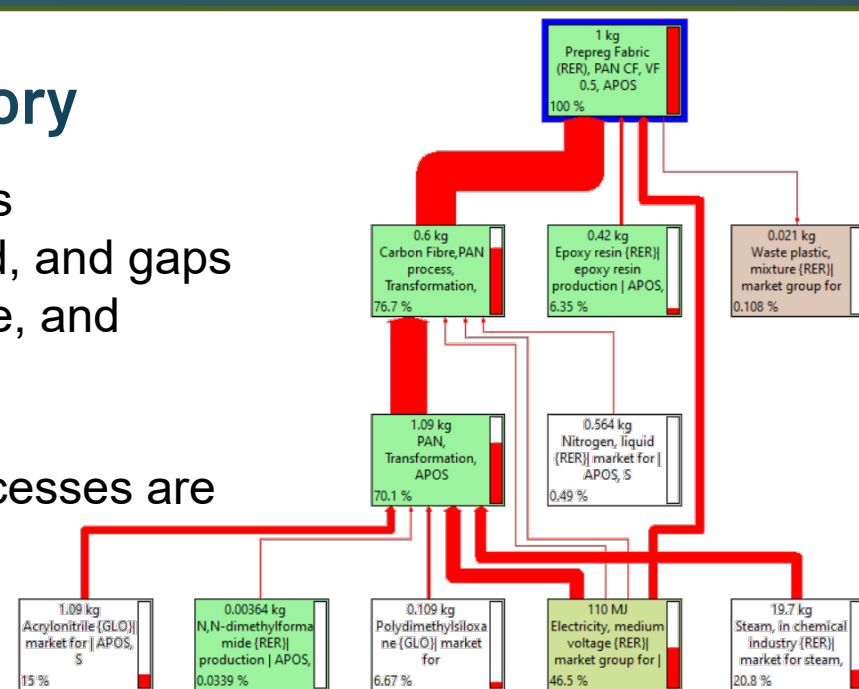 ory
s
d, and gaps
e, and
cesses are
1 kg
Prepreg Fabric
(RER), PAN CF, VF
0.5, APOS
100 %
0.6 kg
Carbon Fibre,PAN
process,
Transformation,
76.7 %
0.42 kg
Epoxy resin {RER}|
epoxy resin
production | APOS,
6.35 %
0.021 kg
Waste plastic,
mixture {RER}|
market group for
0.108 %
1.09 kg
PAN,
Transformation,
APOS
70.1 %
0.564 kg
Nitrogen, liquid
{RER}| market for |
APOS, S
0.49 %
1.09 kg
Acrylonitrile {GLO}|
market for | APOS,
S
15 %
0.00364 kg
N,N-dimethylforma
mide {RER}|
production | APOS,
0.0339 %
0.109 kg
Polydimethylsiloxa
ne {GLO}| market
for
6.67 %
110 MJ
Electricity, medium
voltage {RER}|
market group for |
46.5 %
19.7 kg
Steam, in chemical
industry {RER}|
market for steam,
20.8 %